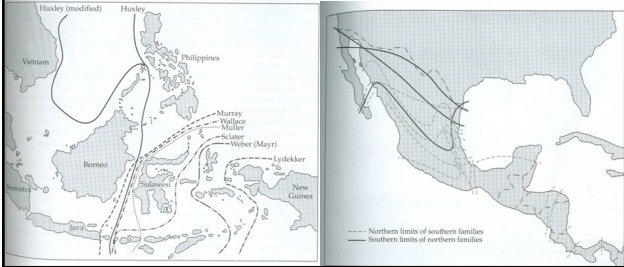 Huxley (modified)
Huxley
Vietnam
Philippines
Murray
Wallace
Muller
Sclater
Weber (Mayr)
Lydekker
Borneo
Sumatra
Sulawesi
New
Guinea
Java
Northern limits of southern families
Southern limits of northern families